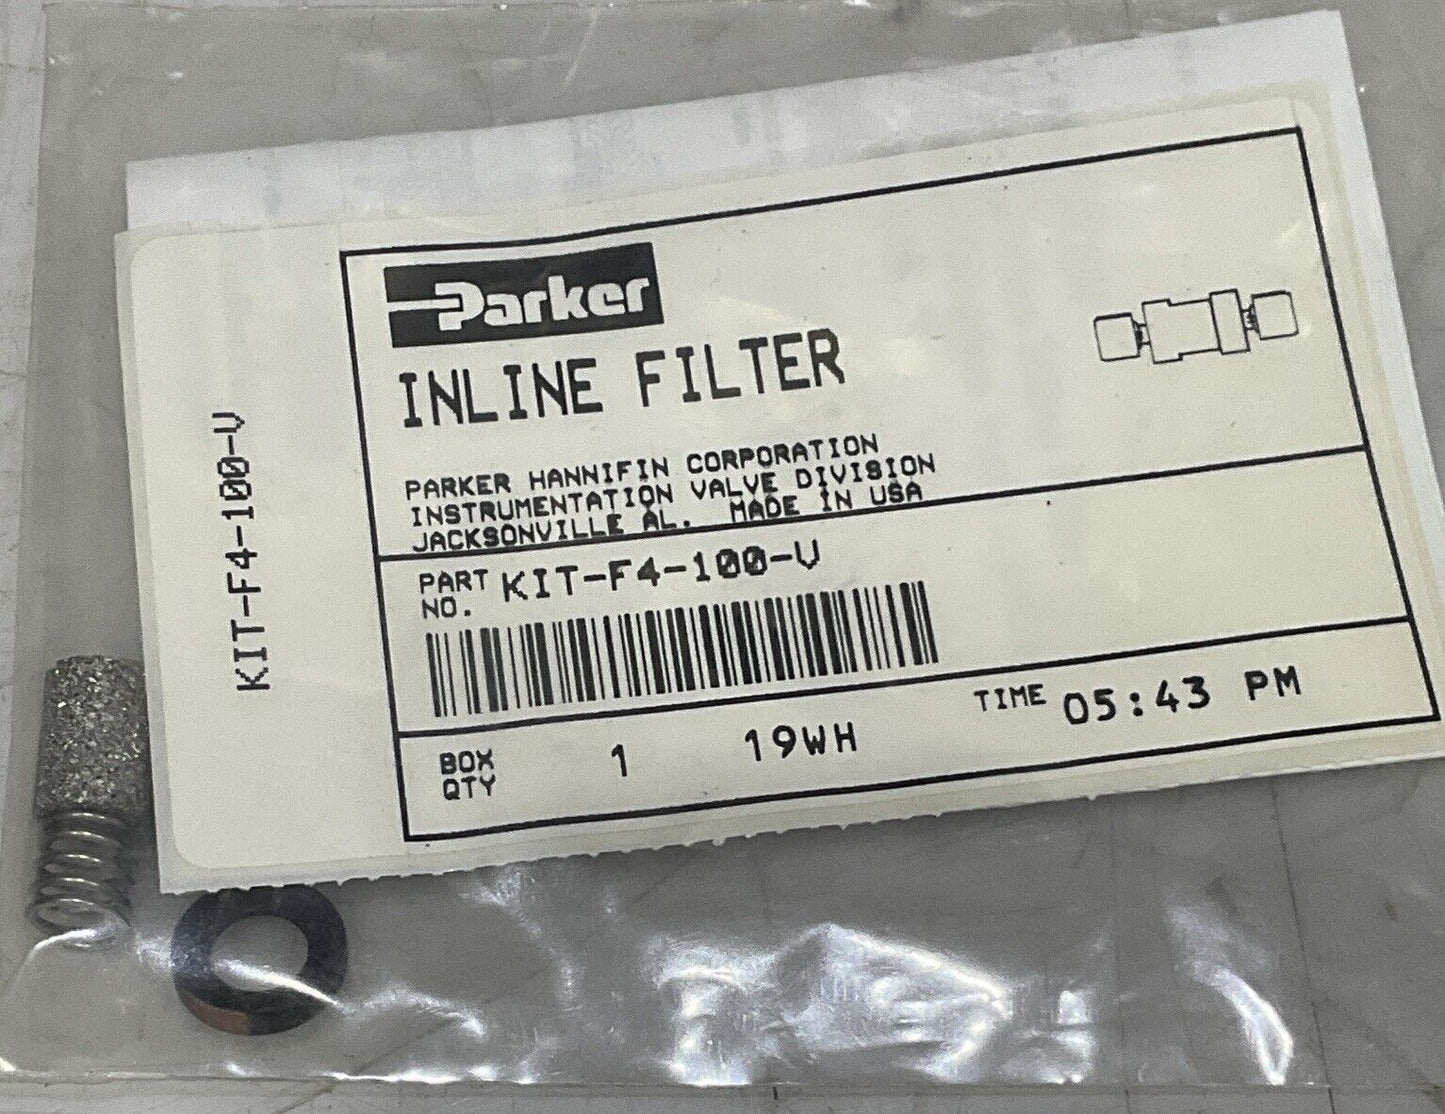 Parker
INLINE FILTER
PARKER HANNIFIN CORPORATION
INSTRUMENTATION VALVE DIVISION
JACKSONVILLE AL. MADE IN USA
PART NO. KIT-F4-100-V
BOX QTY 1 19WH TIME 05:43 PM
KIT-F4-100-V